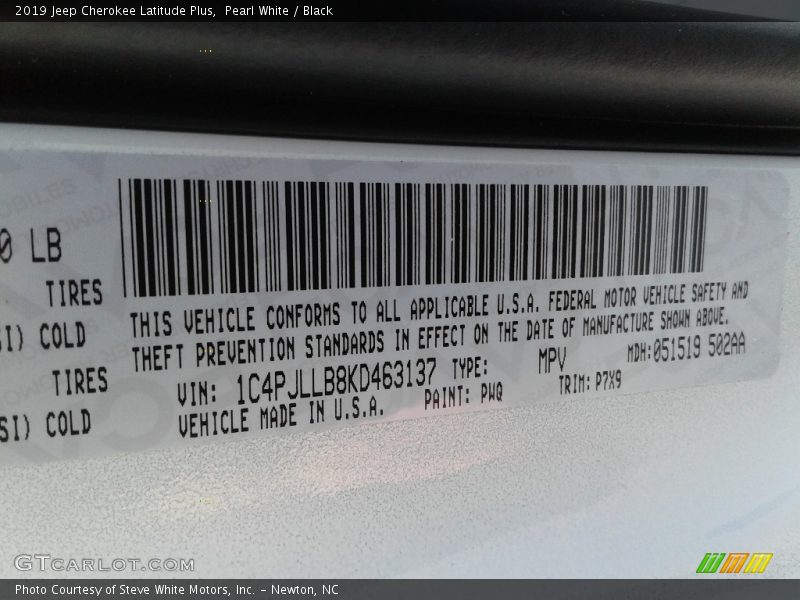 2019 Jeep Cherokee Latitude Plus, Pearl White / Black
LB
TIRES
COLD
TIRES
COLD
THIS VEHICLE CONFORMS TO ALL APPLICABLE U.S.A. FEDERAL MOTOR VEHICLE SAFETY AND
THEFT PREVENTION STANDARDS IN EFFECT ON THE DATE OF MANUFACTURE SHOWN ABOVE.
VIN: 1C4PJLLB8KD463137 TYPE: MPV MDH:051519 502AA
VEHICLE MADE IN U.S.A. PAINT: PWQ TRIM: P7X9
GTCARLOT.COM
Photo Courtesy of Steve White Motors, Inc. – Newton, NC